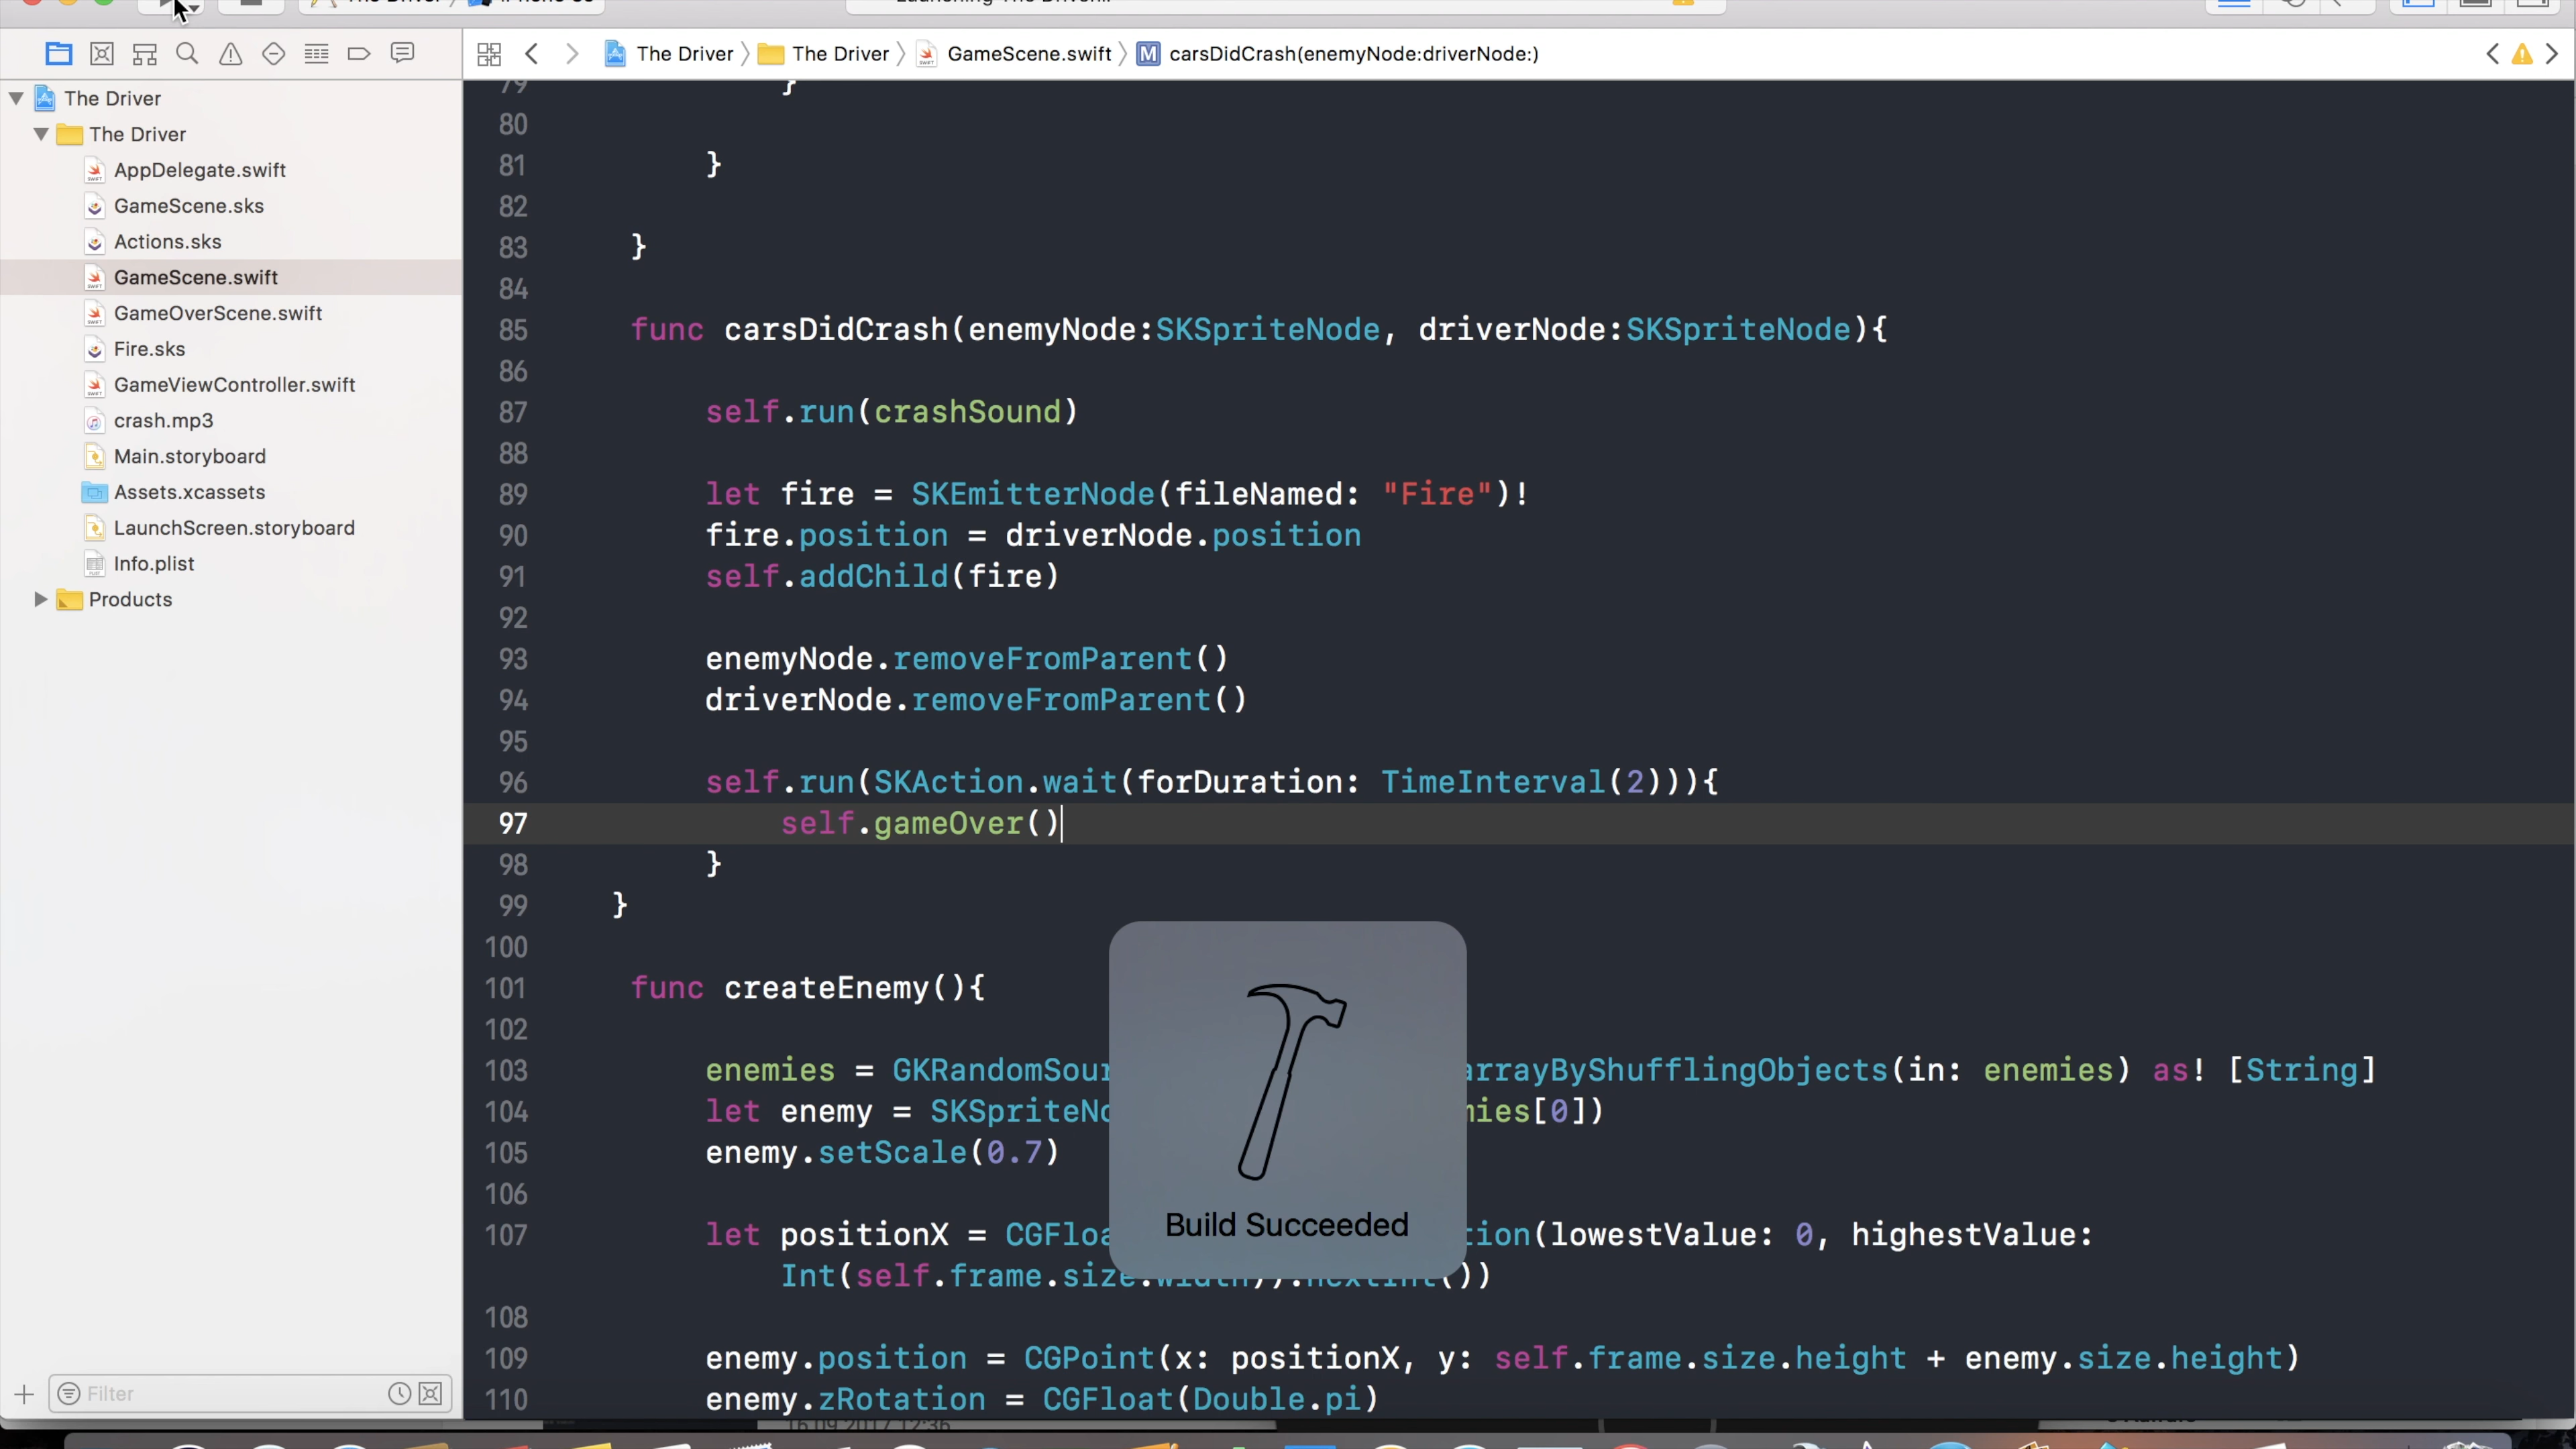 The Driver
The Driver
The Driver
GameScene.swift
carsDidCrash(enemyNode:driverNode:)
The Driver
The Driver
AppDelegate.swift
GameScene.sks
Actions.sks
GameScene.swift
GameOverScene.swift
Fire.sks
GameViewController.swift
crash.mp3
Main.storyboard
Assets.xcassets
LaunchScreen.storyboard
Info.plist
Products
Filter
79 }
80
81 }
82
83 }
84
85 func carsDidCrash(enemyNode:SKSpriteNode, driverNode:SKSpriteNode){
86
87 self.run(crashSound)
88
89 let fire = SKEmitterNode(fileNamed: "Fire")!
90 fire.position = driverNode.position
91 self.addChild(fire)
92
93 enemyNode.removeFromParent()
94 driverNode.removeFromParent()
95
96 self.run(SKAction.wait(forDuration: TimeInterval(2))){
97 self.gameOver()
98 }
99 }
100
101 func createEnemy(){
102
103 enemies = GKRandomSour arrayByShufflingObjects(in: enemies) as! [String]
104 let enemy = SKSpriteNo mies[0])
105 enemy.setScale(0.7)
106
107 let positionX = CGFloa tion(lowestValue: 0, highestValue:
Int(self.frame.size.width)).nextInt())
108
109 enemy.position = CGPoint(x: positionX, y: self.frame.size.height + enemy.size.height)
110 enemy.zRotation = CGFloat(Double.pi)
Build Succeeded